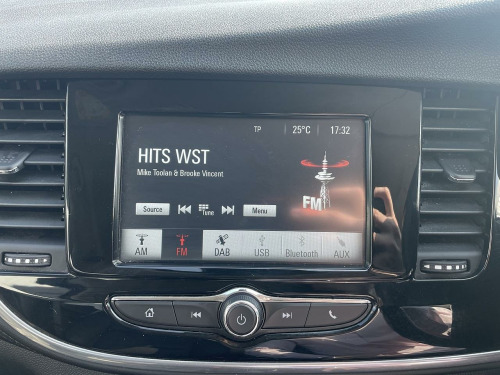 TP 25°C 17:32
HITS WST
Mike Toolan & Brooke Vincent
FM
Source Tune Menu
AM FM DAB USB Bluetooth AUX